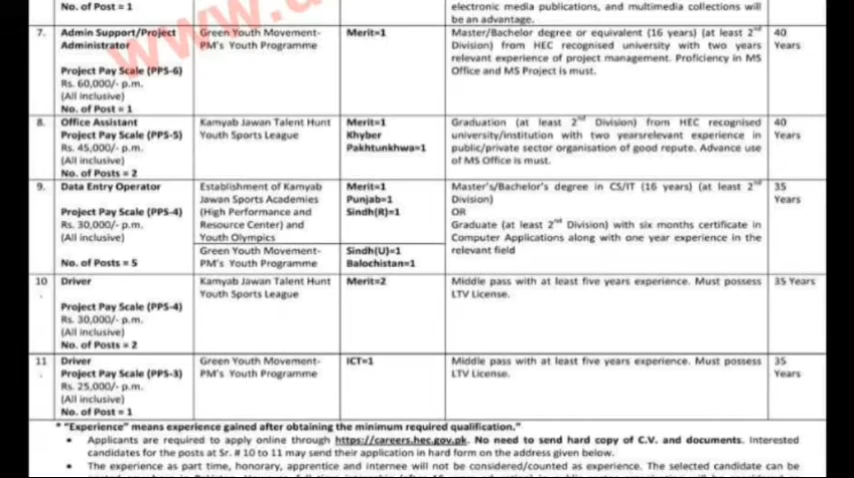 No. of Post = 1
electronic media publications, and multimedia collections will
be an advantage.
www.
7. Admin Support/Project Green Youth Movement- Merit=1 Master/Bachelor degree or equivalent (16 years) (at least 2nd 40
Administrator PM's Youth Programme Division) from HEC recognised university with two years Years
relevant experience of project management. Proficiency in MS
Project Pay Scale (PPS-6) Office and MS Project is must.
Rs. 60,000/- p.m.
(All inclusive)
No. of Post = 1
8. Office Assistant Kamyab Jawan Talent Hunt Merit=1 Graduation (at least 2nd Division) from HEC recognised 40
Project Pay Scale (PPS-5) Youth Sports League Khyber university/institution with two yearsrelevant experience in Years
Rs. 45,000/- p.m. Pakhtunkhwa=1 public/private sector organisation of good repute. Advance use
(All inclusive) of MS Office is must.
No. of Posts = 2
9. Data Entry Operator Establishment of Kamyab Merit=1 Master's/Bachelor's degree in CS/IT (16 years) (at least 2nd 35
Jawan Sports Academies Punjab=1 Division) Years
Project Pay Scale (PPS-4) (High Performance and Sindh(R)=1 OR
Rs. 30,000/- p.m. Resource Center) and Graduate (at least 2nd Division) with six months certificate in
(All inclusive) Youth Olympics Computer Applications along with one year experience in the
Green Youth Movement- Sindh(U)=1 relevant field
No. of Posts = 5 PM's Youth Programme Balochistan=1
10 Driver Kamyab Jawan Talent Hunt Merit=2 Middle pass with at least five years experience. Must possess 35 Years
. Youth Sports League LTV License.
Project Pay Scale (PPS-4)
Rs. 30,000/- p.m.
(All inclusive)
No. of Posts = 2
11 Driver Green Youth Movement- ICT=1 Middle pass with at least five years experience. Must possess 35
. Project Pay Scale (PPS-3) PM's Youth Programme LTV License. Years
Rs. 25,000/- p.m.
(All inclusive)
No. of Post = 1
* "Experience" means experience gained after obtaining the minimum required qualification."
• Applicants are required to apply online through https://careers.hec.gov.pk. No need to send hard copy of C.V. and documents. Interested
candidates for the posts at Sr. # 10 to 11 may send their application in hard form on the address given below.
• The experience as part time, honorary, apprentice and internee will not be considered/counted as experience. The selected candidate can be